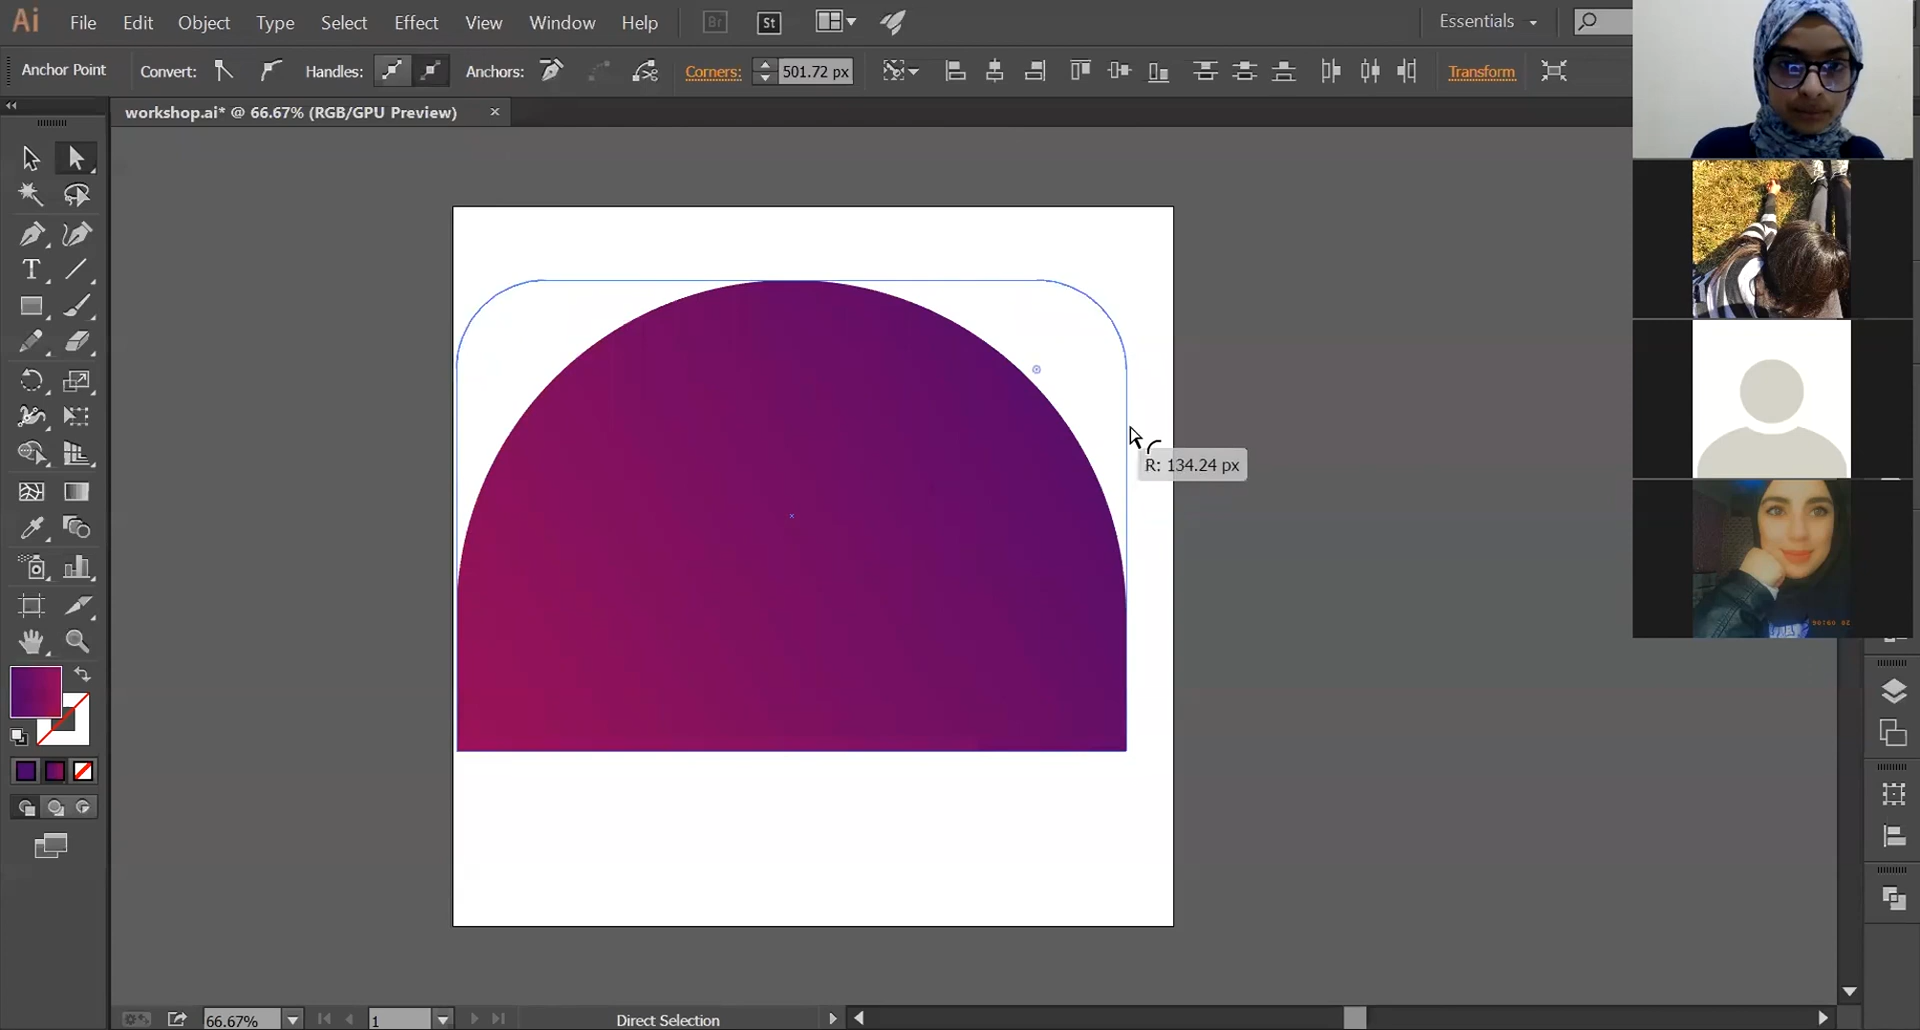 Ai File Edit Object Type Select Effect View Window Help Br St Essentials
Anchor Point Convert: Handles: Anchors: Corners: 501.72 px Transform
workshop.ai* @ 66.67% (RGB/GPU Preview) ×
T
R: 134.24 px
66.67% 1 Direct Selection